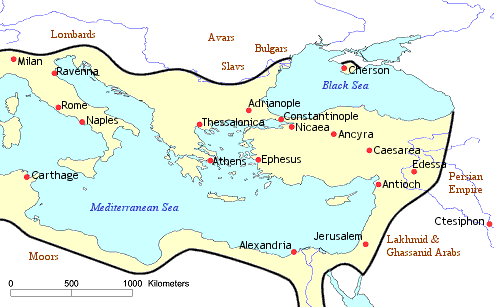 Lombards
Avars
Bulgars
Slavs
Milan
Ravenna
Cherson
Black Sea
Rome
Naples
Adrianople
Constantinople
Thessalonica
Nicaea
Ancyra
Athens
Ephesus
Caesarea
Edessa
Carthage
Antioch
Persian
Empire
Mediterranean Sea
Ctesiphon
Moors
Alexandria
Jerusalem
Lakhmid &
Ghassanid Arabs
0 500 1000 Kilometers